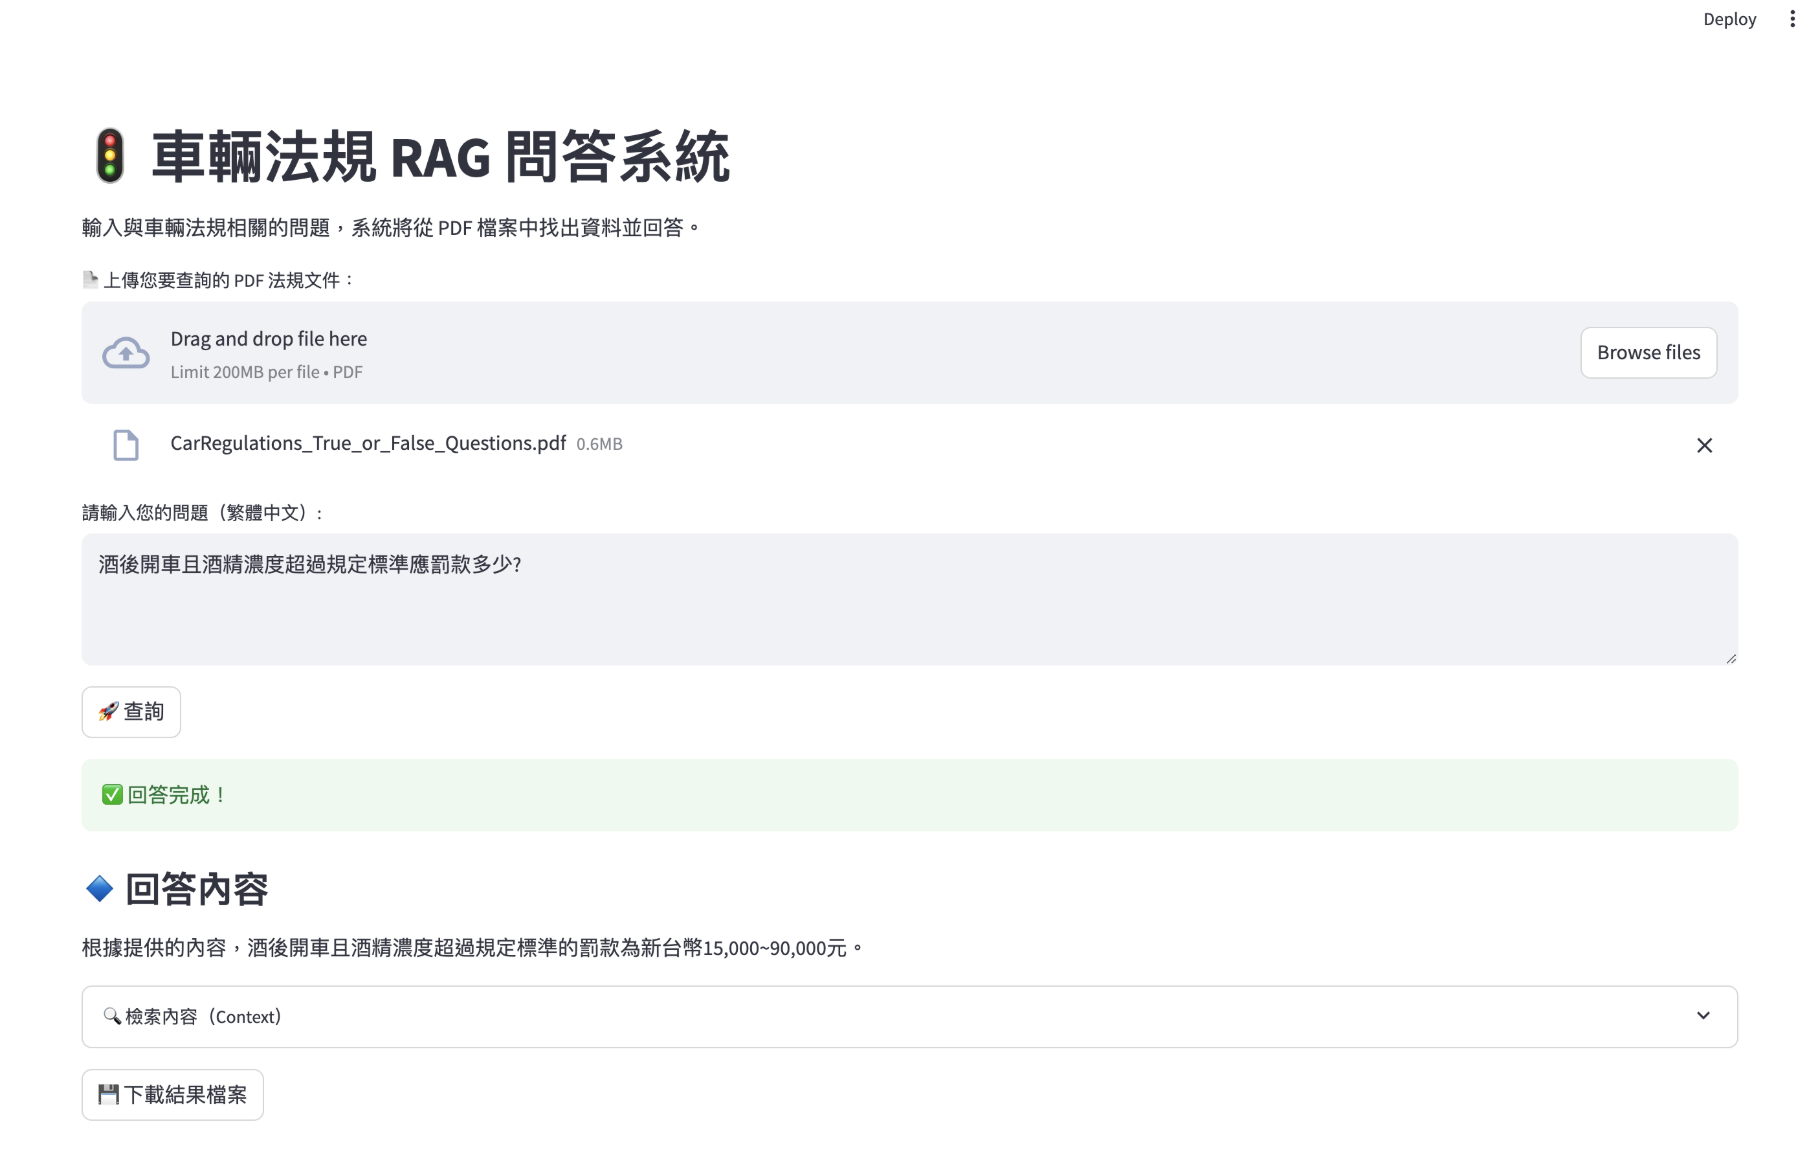 Deploy
車輛法規 RAG 問答系統
輸入與車輛法規相關的問題，系統將從 PDF 檔案中找出資料並回答。
上傳您要查詢的 PDF 法規文件：
Drag and drop file here
Limit 200MB per file • PDF
Browse files
CarRegulations_True_or_False_Questions.pdf 0.6MB
請輸入您的問題（繁體中文）:
酒後開車且酒精濃度超過規定標準應罰款多少?
查詢
回答完成！
回答內容
根據提供的內容，酒後開車且酒精濃度超過規定標準的罰款為新台幣15,000~90,000元。
檢索內容（Context）
下載結果檔案